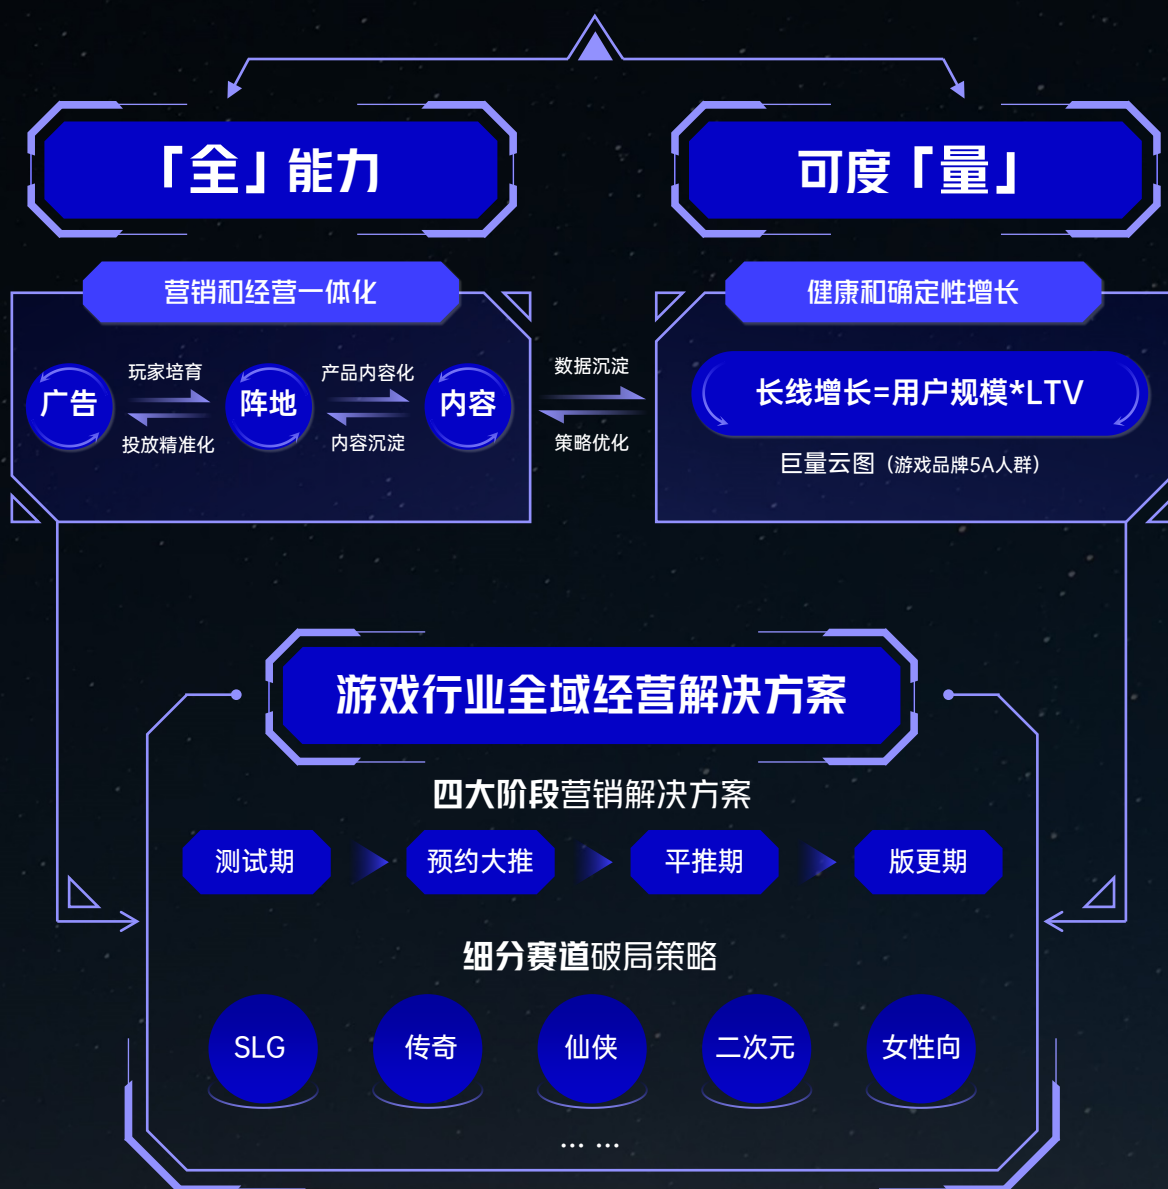 「全」能力
可度「量」
营销和经营一体化
健康和确定性增长
玩家培育
产品内容化
广告
阵地
内容
投放精准化
内容沉淀
数据沉淀
策略优化
长线增长=用户规模*LTV
巨量云图（游戏品牌5A人群）
游戏行业全域经营解决方案
四大阶段营销解决方案
测试期
预约大推
平推期
版更期
细分赛道破局策略
SLG
传奇
仙侠
二次元
女性向
... ...